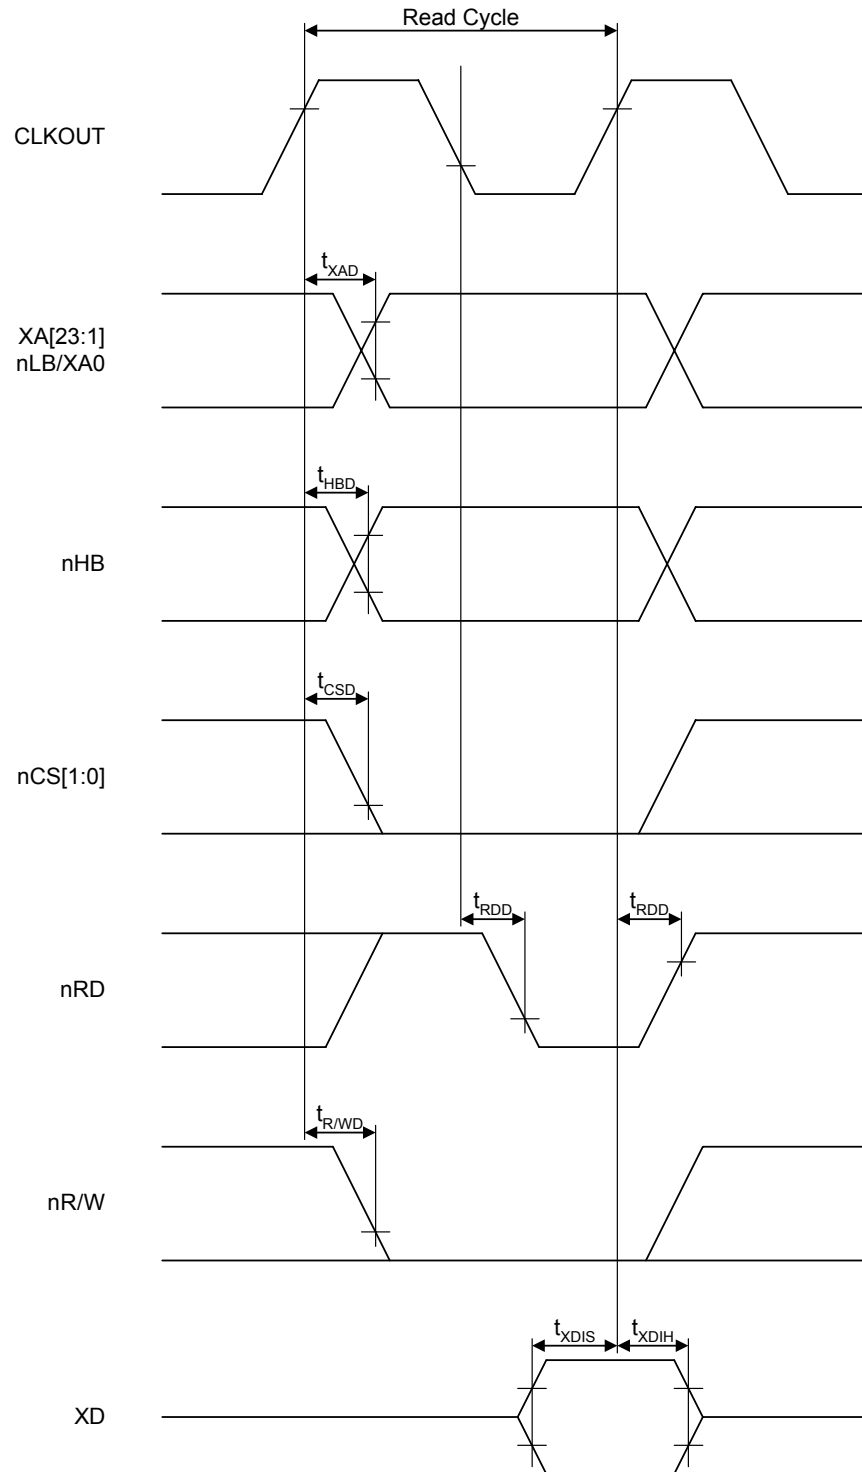 Read Cycle
CLKOUT
tXAD
XA[23:1]
nLB/XA0
tHBD
nHB
tCSD
nCS[1:0]
tRDD tRDD
nRD
tR/WD
nR/W
tXDIS tXDIH
XD